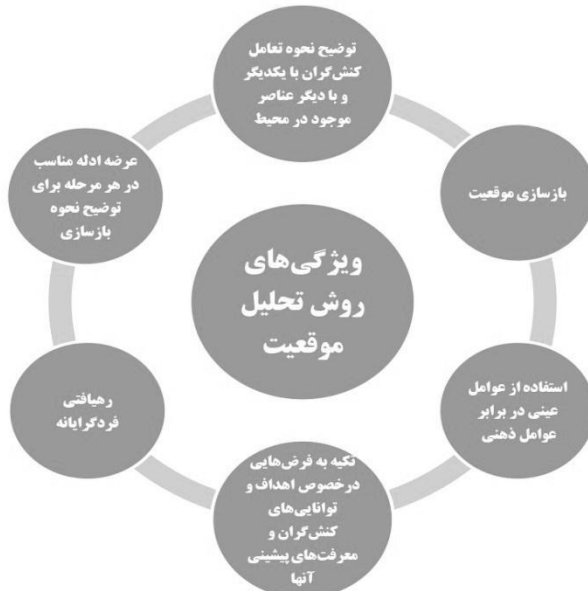 توضیح نحوه تعامل
کنش‌گران با یکدیگر
و با دیگر عناصر
موجود در محیط
بازسازی موقعیت
استفاده از عوامل
عینی در برابر
عوامل ذهنی
تکیه به فرض‌هایی
درخصوص اهداف و
توانایی‌های
کنش‌گران و
معرفت‌های پیشینی
آنها
رهیافتی
فردگرایانه
عرضه ادله مناسب
در هر مرحله برای
توضیح نحوه
بازسازی
ویژگی‌های
روش تحلیل
موقعیت